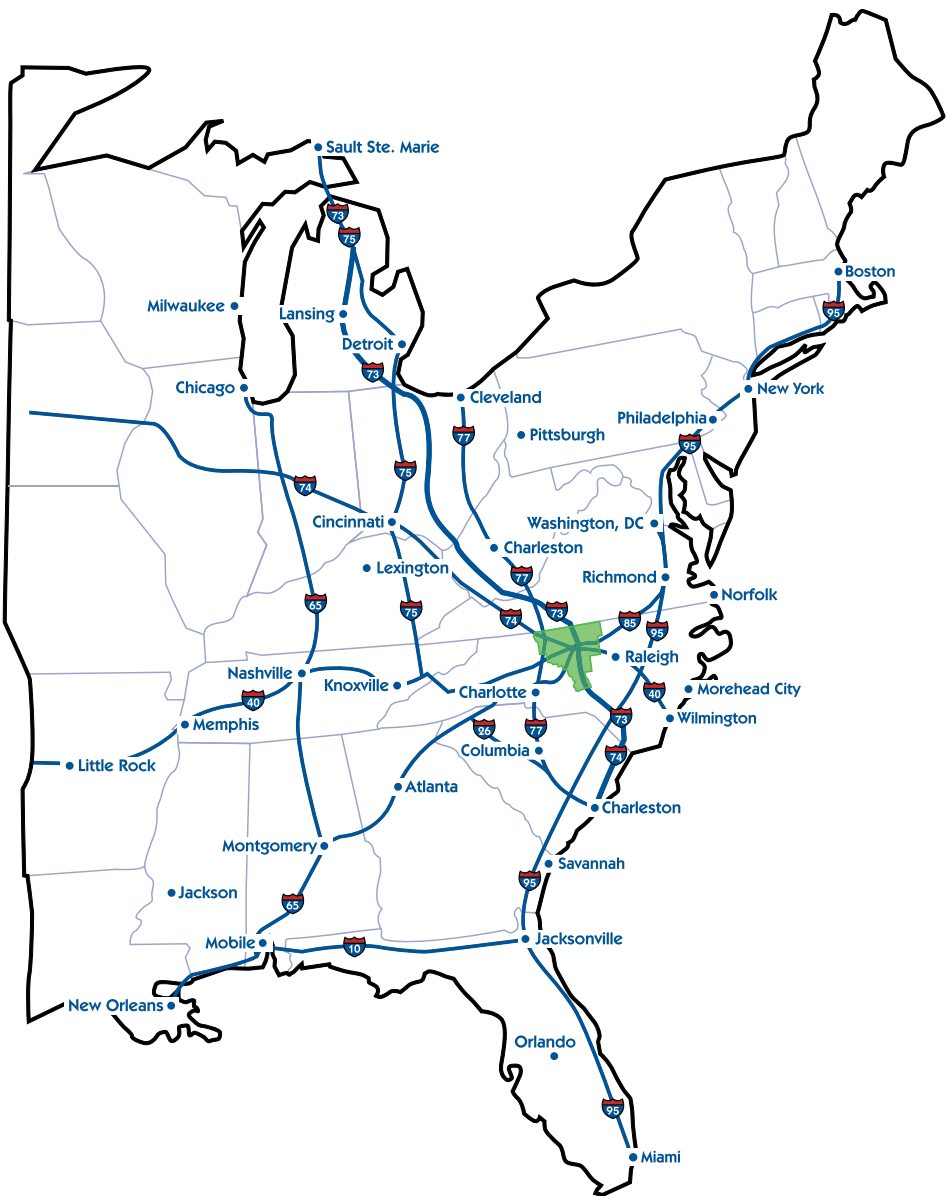 Sault Ste. Marie
73
75
Boston
Milwaukee
95
Lansing
Detroit
73
Chicago
New York
Cleveland
Philadelphia
77
Pittsburgh
95
75
74
Cincinnati
Washington, DC
Charleston
Lexington
77
Richmond
Norfolk
65
75
73
74
85
95
Raleigh
Nashville
Knoxville
Charlotte
40
Morehead City
40
73
Wilmington
Memphis
26
77
Columbia
74
Little Rock
Atlanta
Charleston
Montgomery
Savannah
95
Jackson
65
Mobile
10
Jacksonville
New Orleans
Orlando
95
Miami